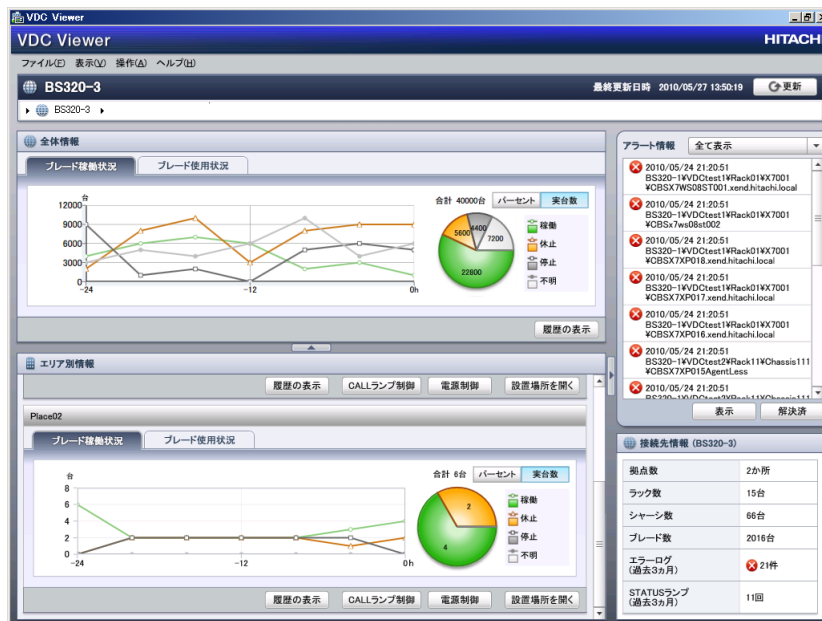 VDC Viewer
VDC Viewer
HITACHI
ファイル(F) 表示(V) 操作(A) ヘルプ(H)
BS320-3
最終更新日時 2010/05/27 13:50:19
更新
BS320-3
全体情報
ブレード稼働状況
ブレード使用状況
台
12000
9000
6000
3000
0
-24
-12
0h
合計 40000台
パーセント
実台数
5600
4400
7200
22800
稼働
休止
停止
不明
履歴の表示
エリア別情報
履歴の表示
CALLランプ制御
電源制御
設置場所を開く
Place02
ブレード稼働状況
ブレード使用状況
台
8
6
4
2
0
-24
-12
0h
合計 6台
パーセント
実台数
2
4
稼働
休止
停止
不明
履歴の表示
CALLランプ制御
電源制御
設置場所を開く
アラート情報
全て表示
2010/05/24 21:20:51
BS320-1¥VDCtest1¥Rack01¥X7001
¥CBSX7WS08ST001.xend.hitachi.local
2010/05/24 21:20:51
BS320-1¥VDCtest1¥Rack01¥X7001
¥CBSx7ws08st002
2010/05/24 21:20:51
BS320-1¥VDCtest1¥Rack01¥X7001
¥CBSX7XP018.xend.hitachi.local
2010/05/24 21:20:51
BS320-1¥VDCtest1¥Rack01¥X7001
¥CBSX7XP017.xend.hitachi.local
2010/05/24 21:20:51
BS320-1¥VDCtest1¥Rack01¥X7001
¥CBSX7XP016.xend.hitachi.local
2010/05/24 21:20:51
BS320-1¥VDCtest2¥Rack11¥Chassis111
¥CBSX7XP015AgentLess
2010/05/24 21:20:51
表示
解決済
接続先情報 (BS320-3)
拠点数 2か所
ラック数 15台
シャーシ数 66台
ブレード数 2016台
エラーログ
(過去3ヵ月) 21件
STATUSランプ
(過去3ヵ月) 11回